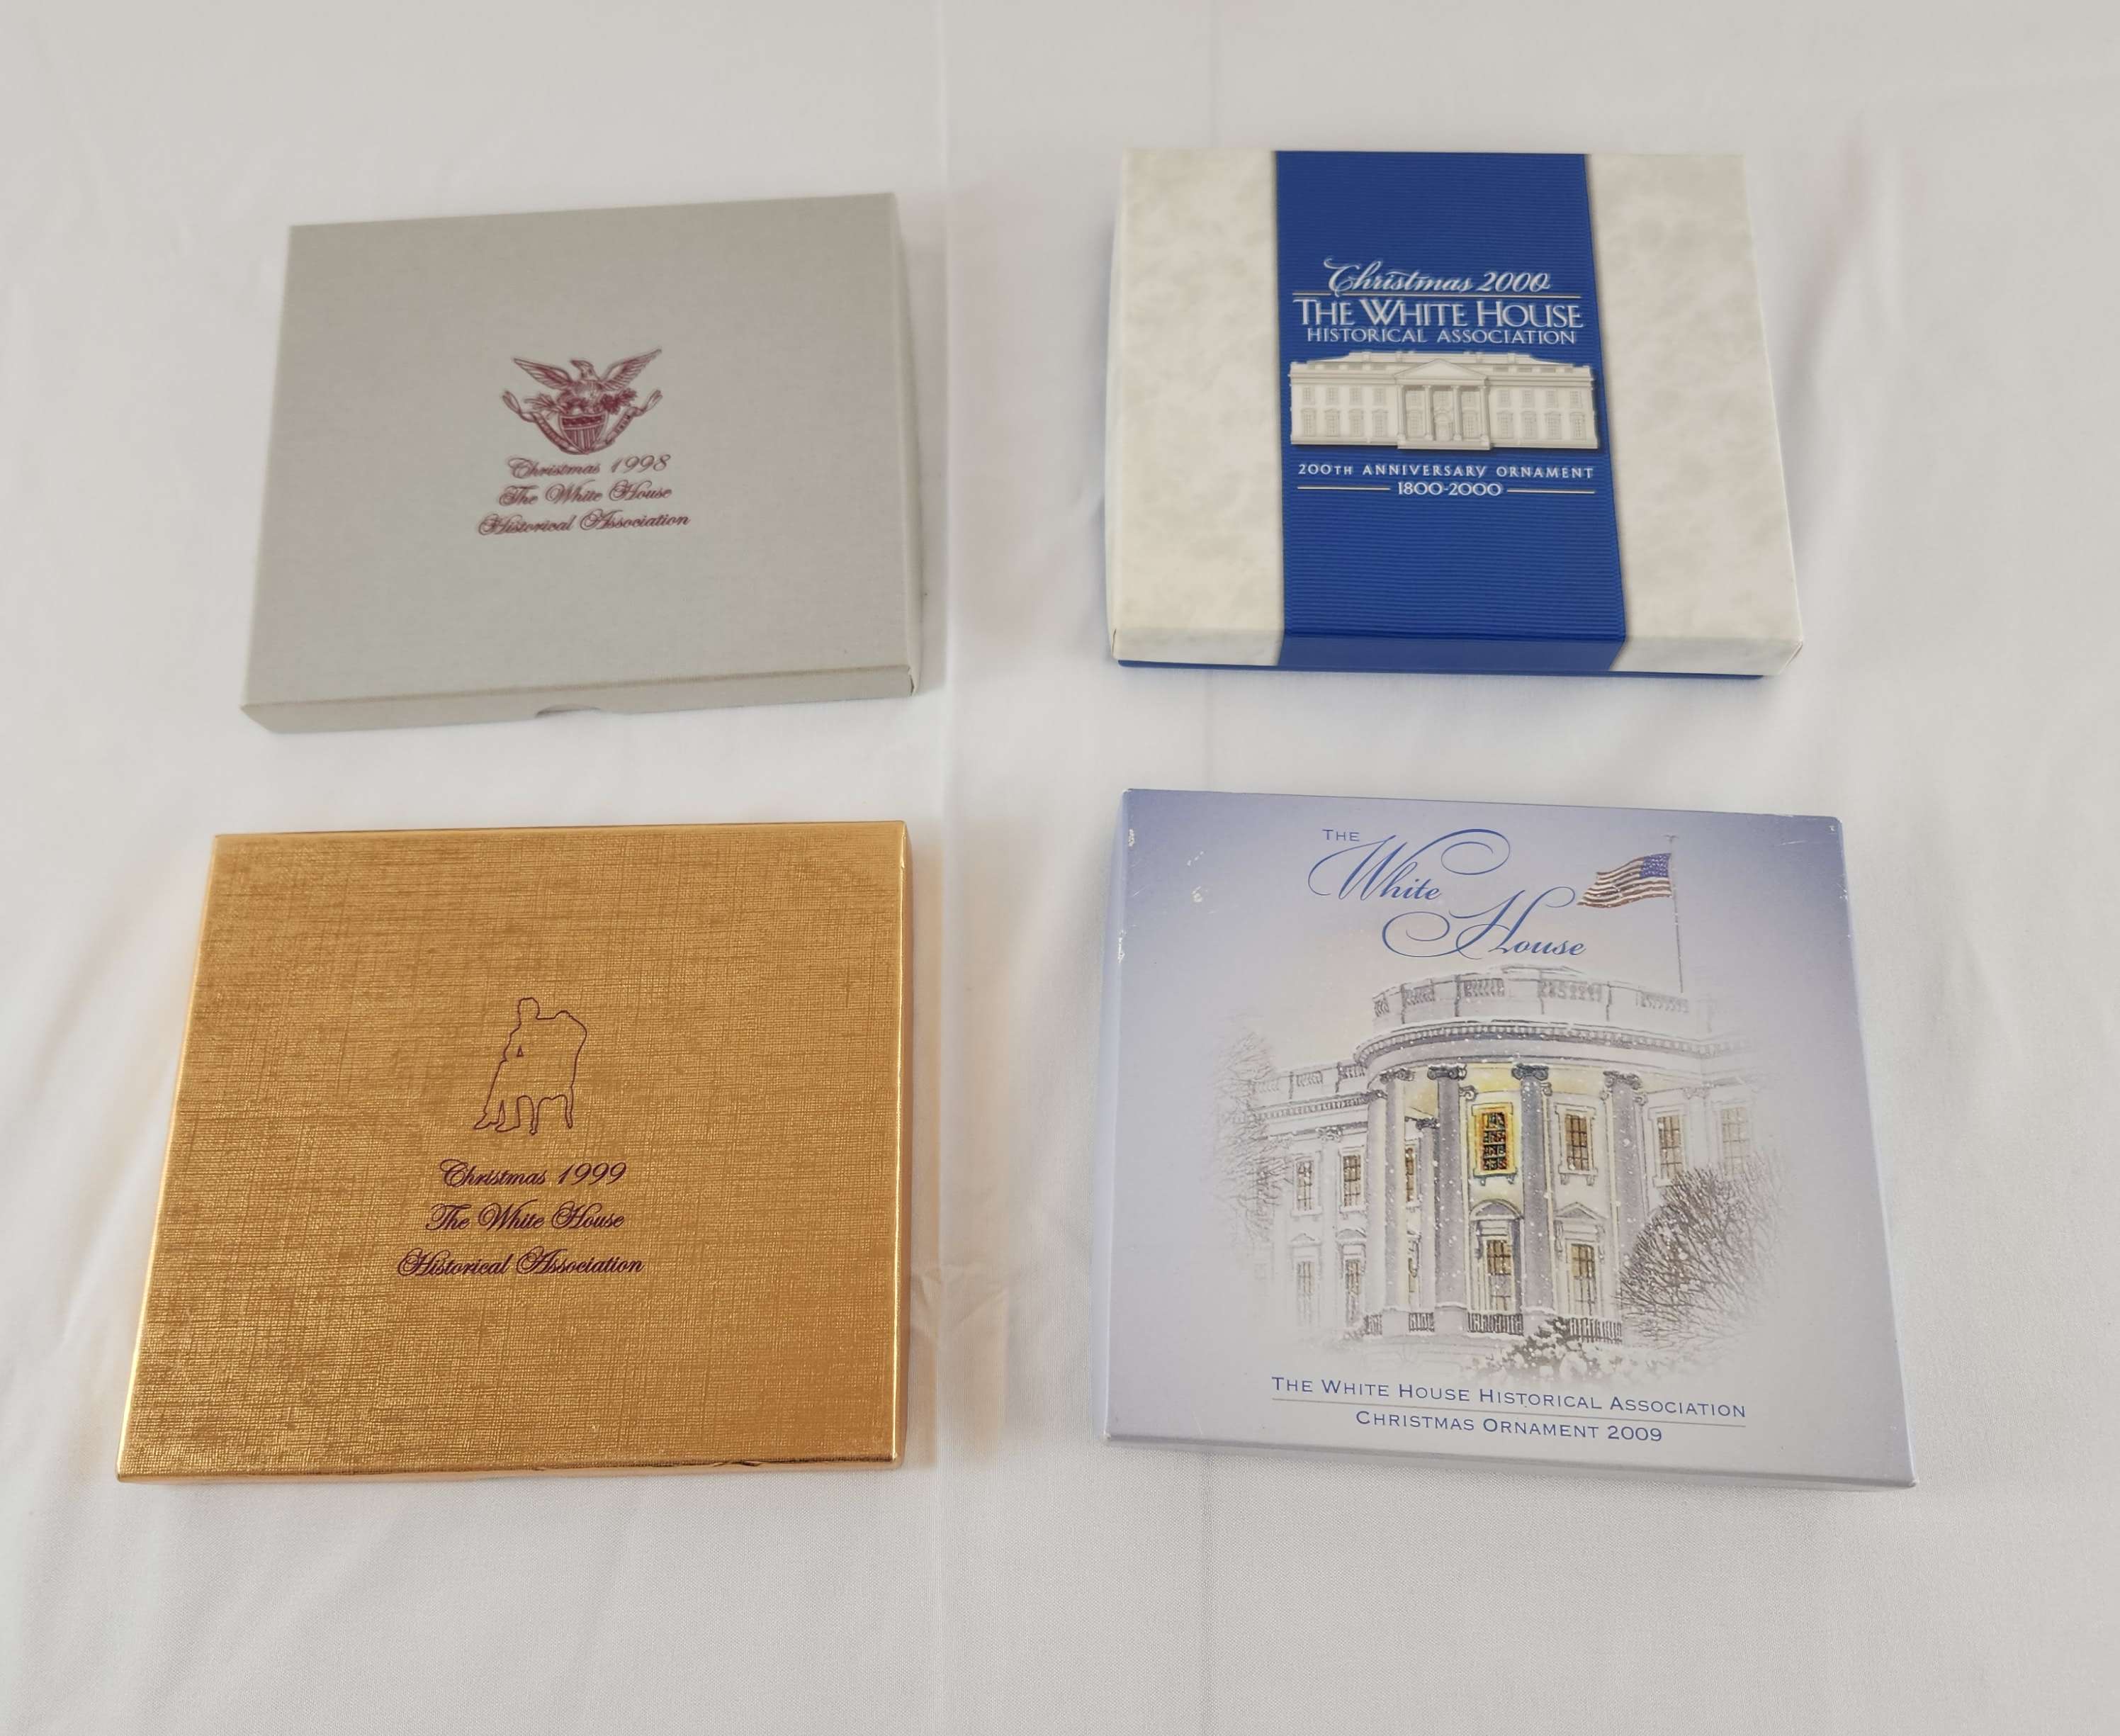 Christmas 1998
The White House
Historical Association
Christmas 2000
THE WHITE HOUSE
HISTORICAL ASSOCIATION
200TH ANNIVERSARY ORNAMENT
1800-2000
Christmas 1999
The White House
Historical Association
THE
White
House
THE WHITE HOUSE HISTORICAL ASSOCIATION
CHRISTMAS ORNAMENT 2009